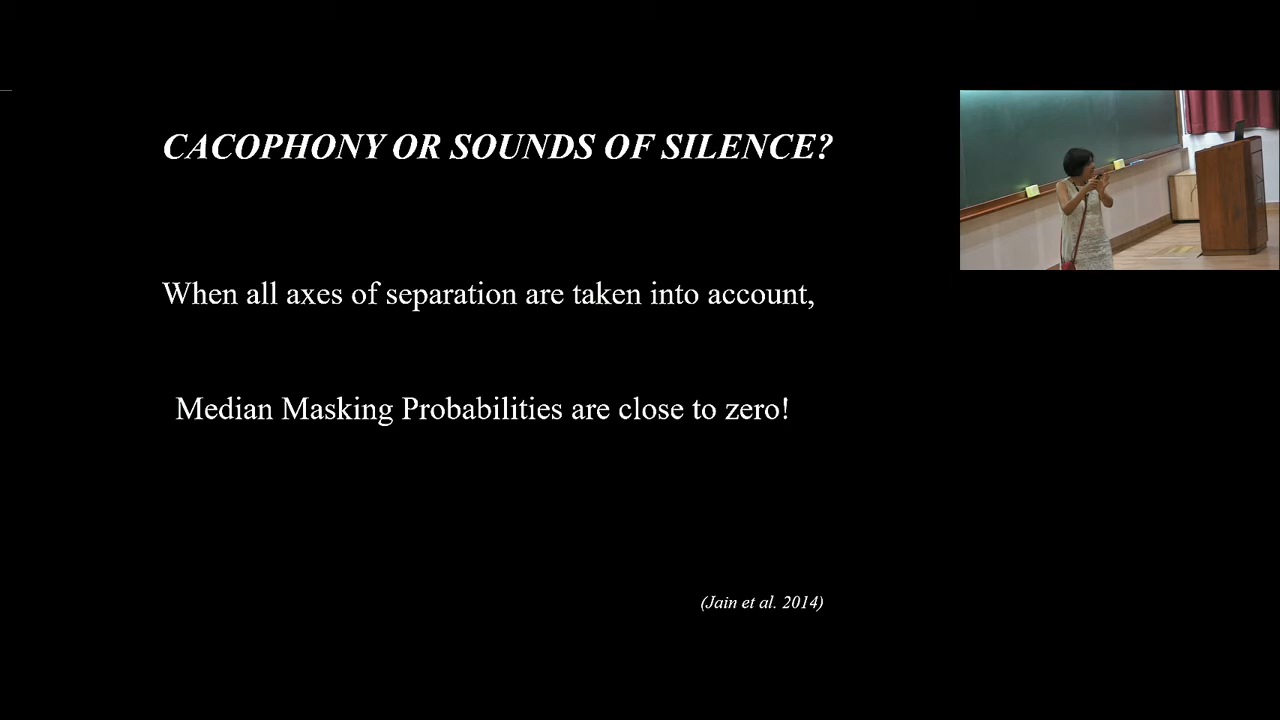 CACOPHONY OR SOUNDS OF SILENCE?
When all axes of separation are taken into account,
Median Masking Probabilities are close to zero!
(Jain et al. 2014)